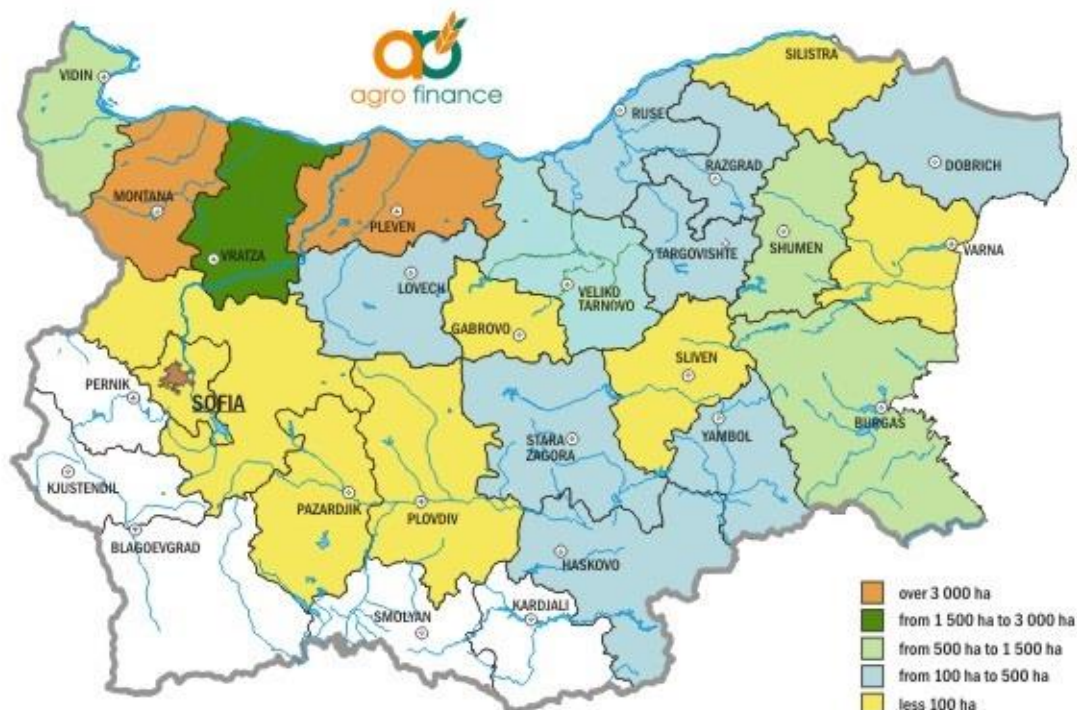 agro finance
SILISTRA
VIDIN
RUSE
DOBRICH
RAZGRAD
MONTANA
PLEVEN
TARGOVISHTE
SHUMEN
VARNA
VRATZA
LOVECH
VELIKO
TARNOVO
GABROVO
SLIVEN
PERNIK
SOFIA
BURGAS
YAMBOL
STARA
ZAGORA
KJUSTENDIL
PAZARDJIK
PLOVDIV
BLAGOEVGRAD
HASKOVO
SMOLYAN
KARDJALI
over 3 000 ha
from 1 500 ha to 3 000 ha
from 500 ha to 1 500 ha
from 100 ha to 500 ha
less 100 ha